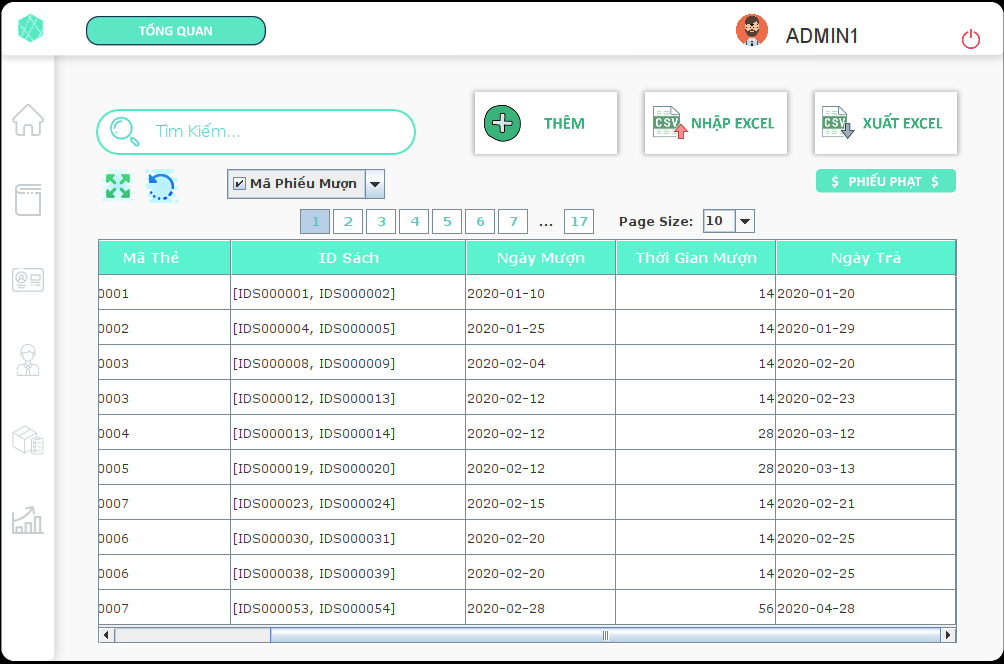 TỔNG QUAN
ADMIN1
Tìm Kiếm...
THÊM
CSV NHẬP EXCEL
CSV XUẤT EXCEL
Mã Phiếu Mượn
$ PHIẾU PHẠT $
1 2 3 4 5 6 7 ... 17 Page Size: 10
Mã Thẻ ID Sách Ngày Mượn Thời Gian Mượn Ngày Trả
0001 [IDS000001, IDS000002] 2020-01-10 14 2020-01-20
0002 [IDS000004, IDS000005] 2020-01-25 14 2020-01-29
0003 [IDS000008, IDS000009] 2020-02-04 14 2020-02-20
0003 [IDS000012, IDS000013] 2020-02-12 14 2020-02-23
0004 [IDS000013, IDS000014] 2020-02-12 28 2020-03-12
0005 [IDS000019, IDS000020] 2020-02-12 28 2020-03-13
0007 [IDS000023, IDS000024] 2020-02-15 14 2020-02-21
0006 [IDS000030, IDS000031] 2020-02-20 14 2020-02-25
0006 [IDS000038, IDS000039] 2020-02-20 14 2020-02-25
0007 [IDS000053, IDS000054] 2020-02-28 56 2020-04-28